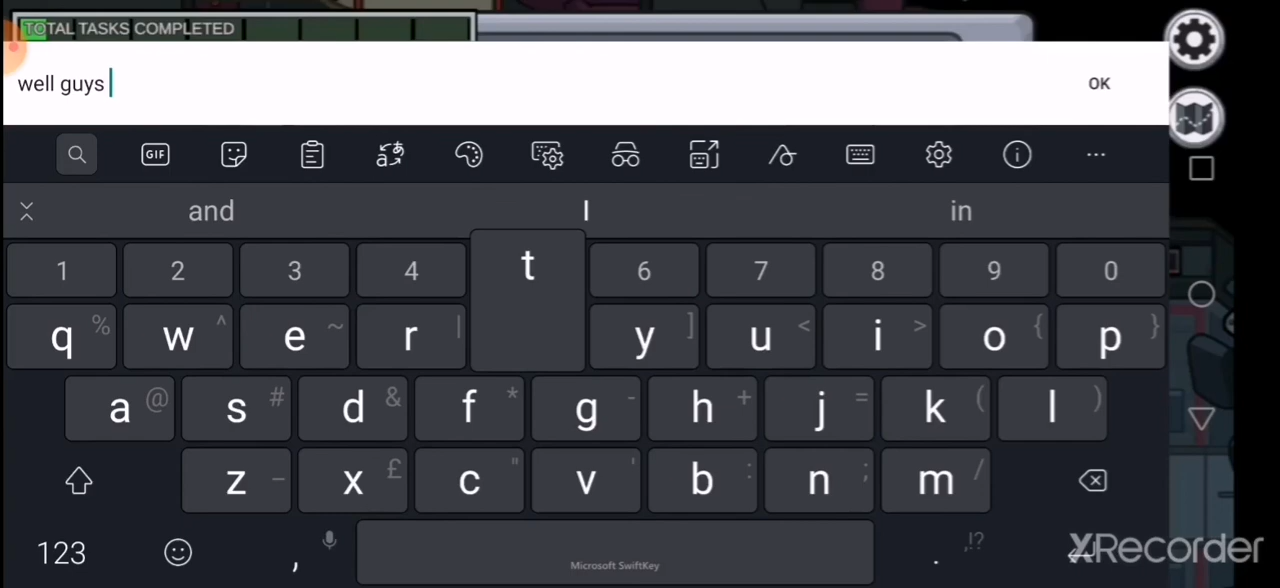 TOTAL TASKS COMPLETED
well guys
OK
GIF
and I in
1 2 3 4 t 6 7 8 9 0
q % w ^ e ~ r | y ] u < i > o { p }
a @ s # d & f * g - h + j = k ( l )
z _ x £ c " v ' b : n ; m /
123 , Microsoft SwiftKey . ,!?
XRecorder